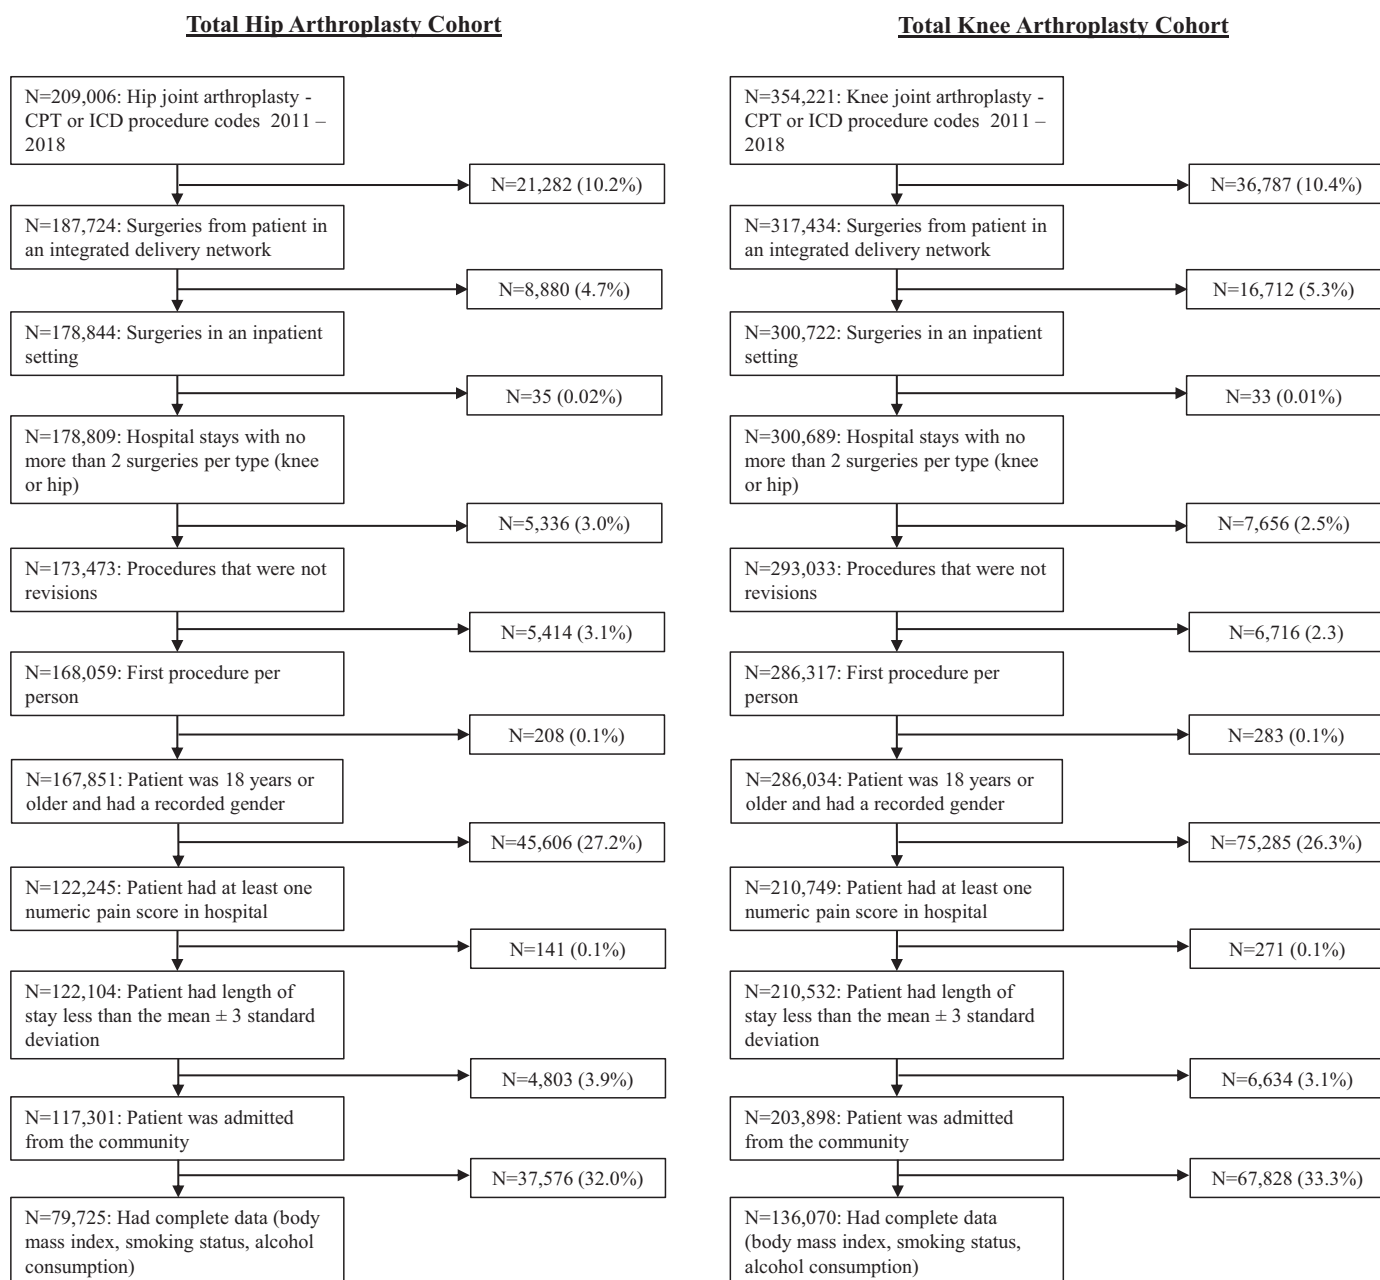 Total Hip Arthroplasty Cohort
N=209,006: Hip joint arthroplasty -
CPT or ICD procedure codes 2011 –
2018
N=21,282 (10.2%)
N=187,724: Surgeries from patient in
an integrated delivery network
N=8,880 (4.7%)
N=178,844: Surgeries in an inpatient
setting
N=35 (0.02%)
N=178,809: Hospital stays with no
more than 2 surgeries per type (knee
or hip)
N=5,336 (3.0%)
N=173,473: Procedures that were not
revisions
N=5,414 (3.1%)
N=168,059: First procedure per
person
N=208 (0.1%)
N=167,851: Patient was 18 years or
older and had a recorded gender
N=45,606 (27.2%)
N=122,245: Patient had at least one
numeric pain score in hospital
N=141 (0.1%)
N=122,104: Patient had length of
stay less than the mean ± 3 standard
deviation
N=4,803 (3.9%)
N=117,301: Patient was admitted
from the community
N=37,576 (32.0%)
N=79,725: Had complete data (body
mass index, smoking status, alcohol
consumption)
Total Knee Arthroplasty Cohort
N=354,221: Knee joint arthroplasty -
CPT or ICD procedure codes 2011 –
2018
N=36,787 (10.4%)
N=317,434: Surgeries from patient in
an integrated delivery network
N=16,712 (5.3%)
N=300,722: Surgeries in an inpatient
setting
N=33 (0.01%)
N=300,689: Hospital stays with no
more than 2 surgeries per type (knee
or hip)
N=7,656 (2.5%)
N=293,033: Procedures that were not
revisions
N=6,716 (2.3)
N=286,317: First procedure per
person
N=283 (0.1%)
N=286,034: Patient was 18 years or
older and had a recorded gender
N=75,285 (26.3%)
N=210,749: Patient had at least one
numeric pain score in hospital
N=271 (0.1%)
N=210,532: Patient had length of
stay less than the mean ± 3 standard
deviation
N=6,634 (3.1%)
N=203,898: Patient was admitted
from the community
N=67,828 (33.3%)
N=136,070: Had complete data
(body mass index, smoking status,
alcohol consumption)